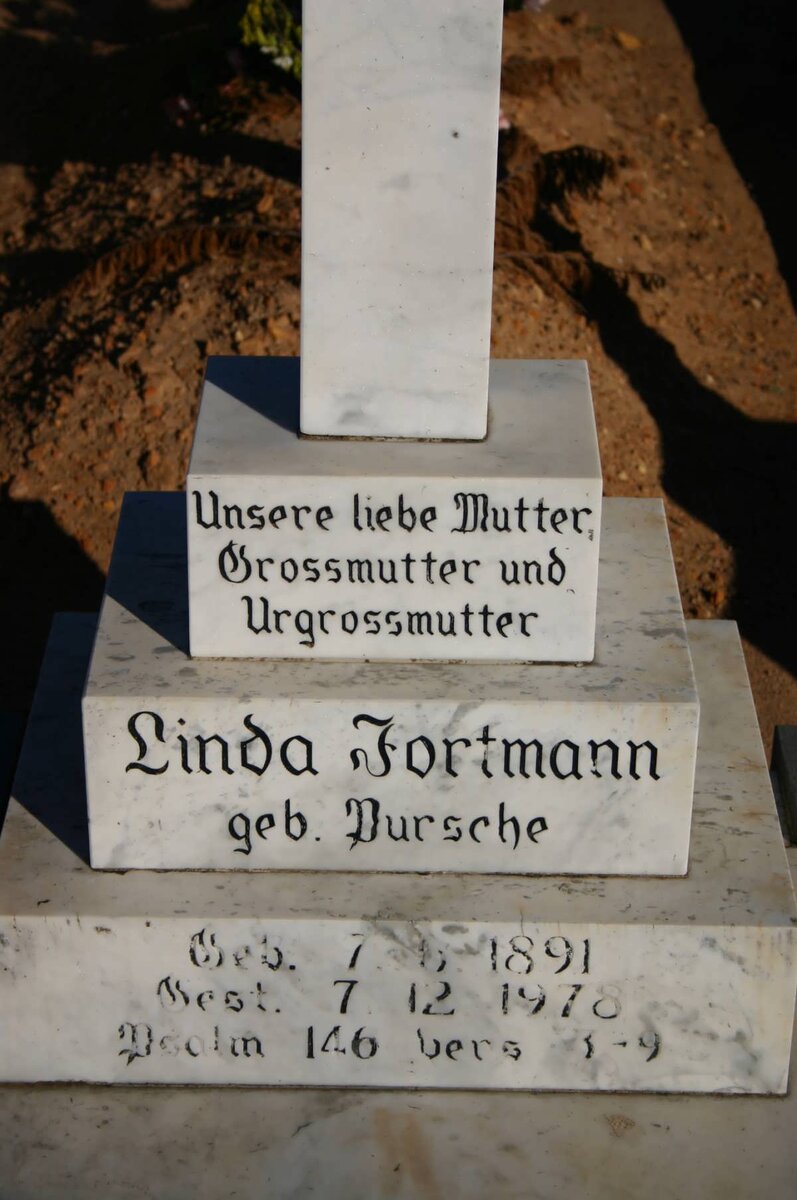 Unsere liebe Mutter,
Grossmutter und
Urgrossmutter
Linda Fortmann
geb. Pursche
Geb. 7 1891
Gest. 7 12 1978
Psalm 146 vers